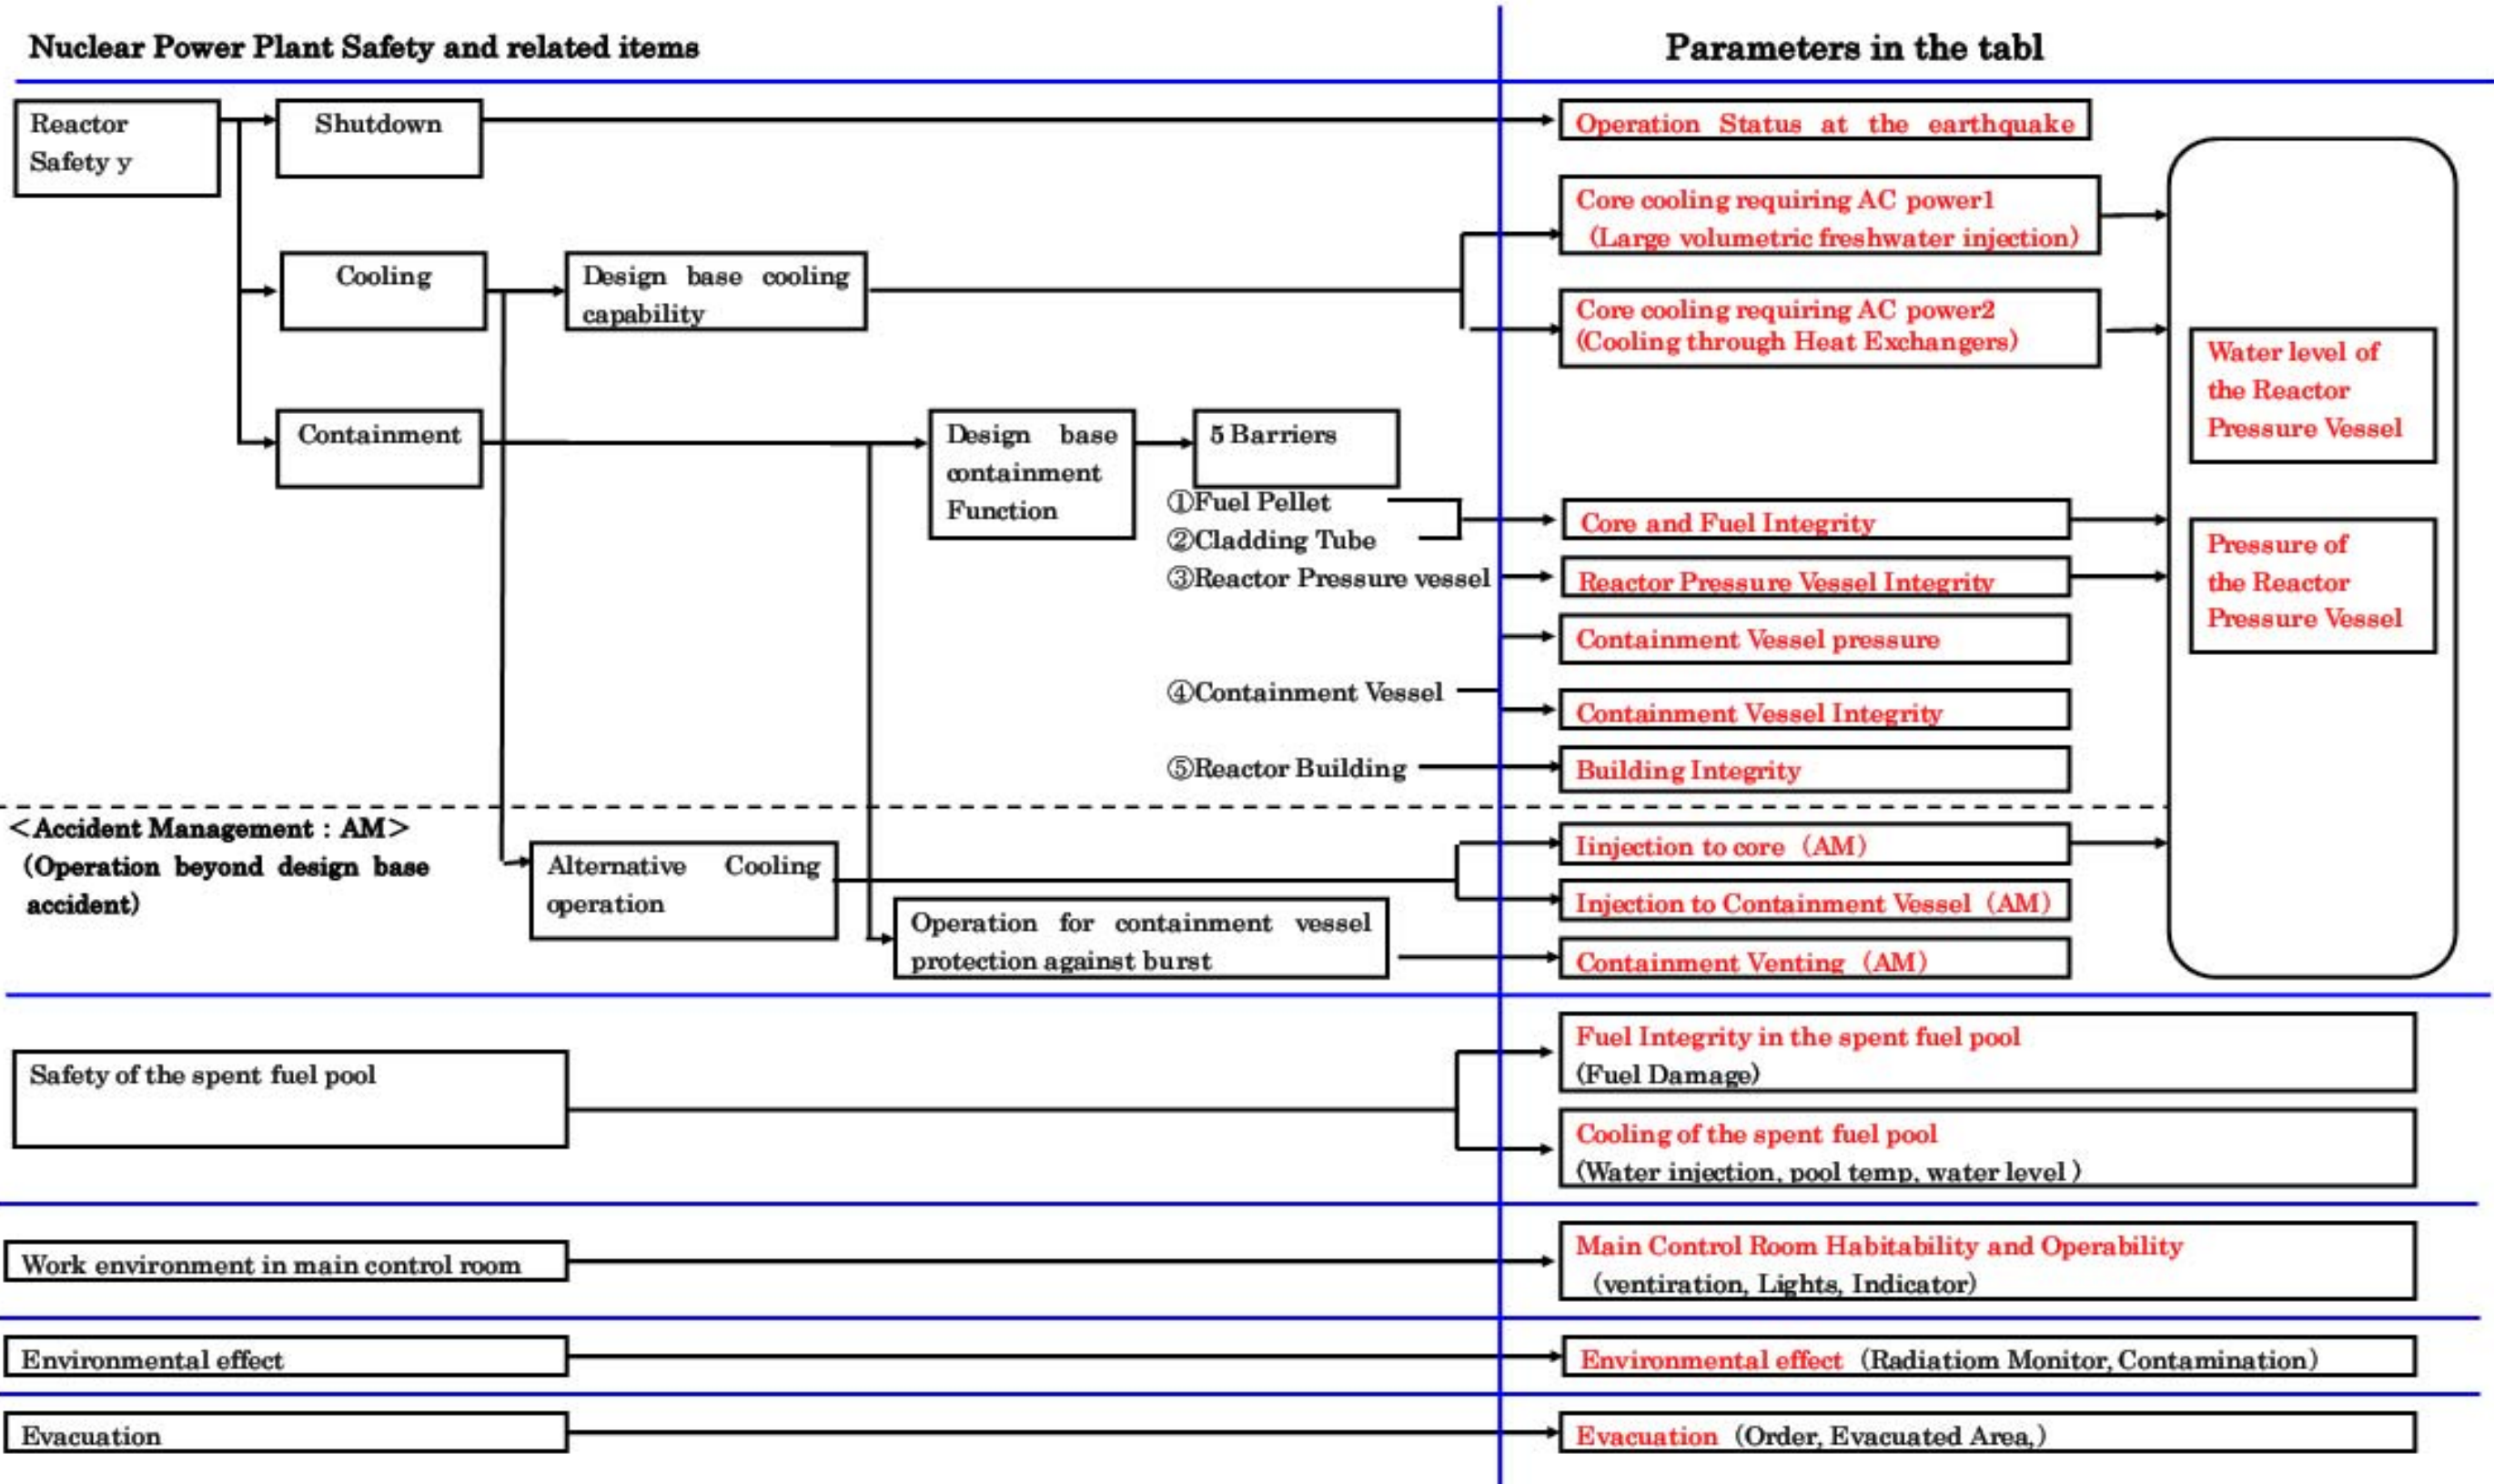 Nuclear Power Plant Safety and related items
Parameters in the tabl
Reactor
Safety y
Shutdown
Operation Status at the earthquake
Core cooling requiring AC power1
(Large volumetric freshwater injection)
Cooling
Design base cooling
capability
Core cooling requiring AC power2
(Cooling through Heat Exchangers)
Water level of
the Reactor
Pressure Vessel
Containment
Design base
containment
Function
5 Barriers
①Fuel Pellet
②Cladding Tube
③Reactor Pressure vessel
Core and Fuel Integrity
Reactor Pressure Vessel Integrity
Pressure of
the Reactor
Pressure Vessel
Containment Vessel pressure
④Containment Vessel
Containment Vessel Integrity
⑤Reactor Building
Building Integrity
<Accident Management : AM>
(Operation beyond design base
accident)
Alternative Cooling
operation
Iinjection to core (AM)
Injection to Containment Vessel (AM)
Operation for containment vessel
protection against burst
Containment Venting (AM)
Safety of the spent fuel pool
Fuel Integrity in the spent fuel pool
(Fuel Damage)
Cooling of the spent fuel pool
(Water injection, pool temp, water level )
Work environment in main control room
Main Control Room Habitability and Operability
(ventiration, Lights, Indicator)
Environmental effect
Environmental effect (Radiatiom Monitor, Contamination)
Evacuation
Evacuation (Order, Evacuated Area,)